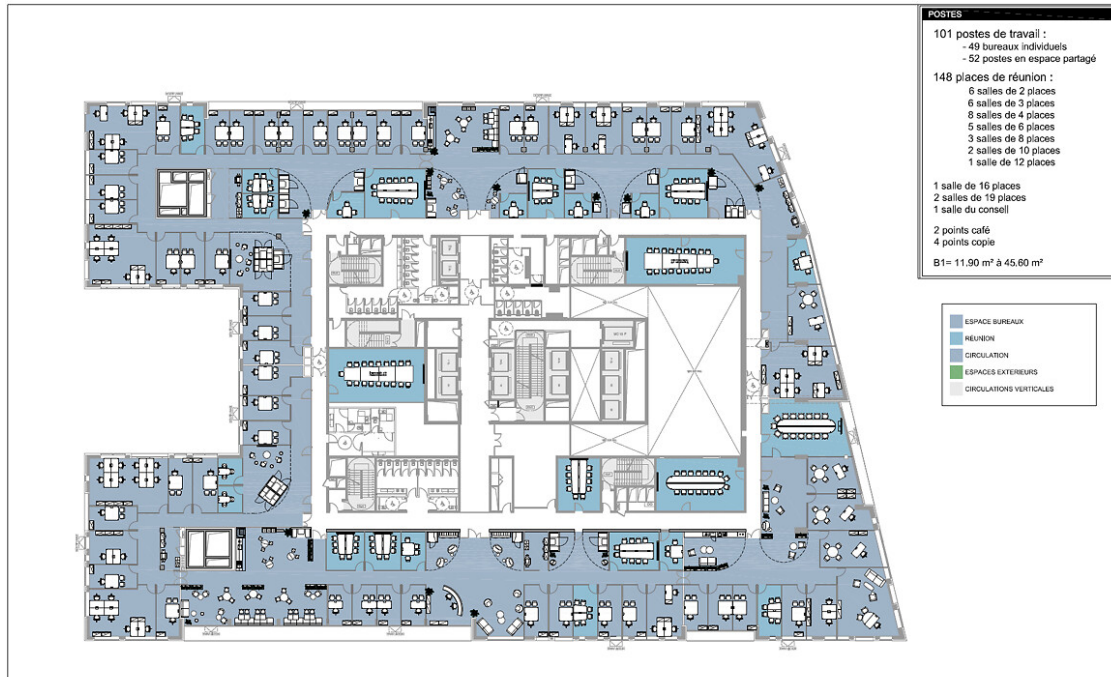 POSTES
101 postes de travail :
- 49 bureaux individuels
- 52 postes en espace partagé
148 places de réunion :
6 salles de 2 places
6 salles de 3 places
8 salles de 4 places
5 salles de 6 places
3 salles de 8 places
2 salles de 10 places
1 salle de 12 places
1 salle de 16 places
2 salles de 19 places
1 salle du conseil
2 points café
4 points copie
B1= 11.90 m² à 45.60 m²
ESPACE BUREAUX
RÉUNION
CIRCULATION
ESPACES EXTERIEURS
CIRCULATIONS VERTICALES